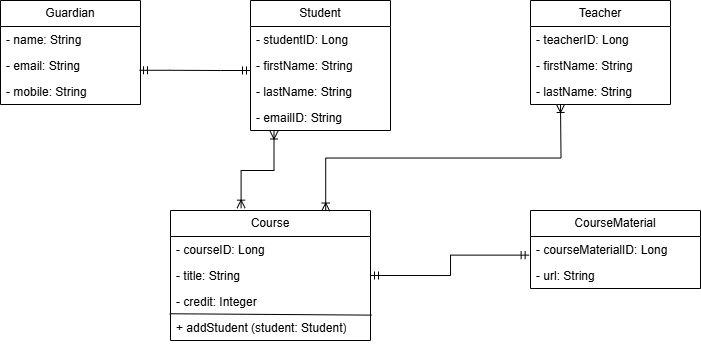 Guardian
- name: String
- email: String
- mobile: String
Student
- studentID: Long
- firstName: String
- lastName: String
- emailID: String
Teacher
- teacherID: Long
- firstName: String
- lastName: String
Course
- courseID: Long
- title: String
- credit: Integer
+ addStudent (student: Student)
CourseMaterial
- courseMaterialID: Long
- url: String